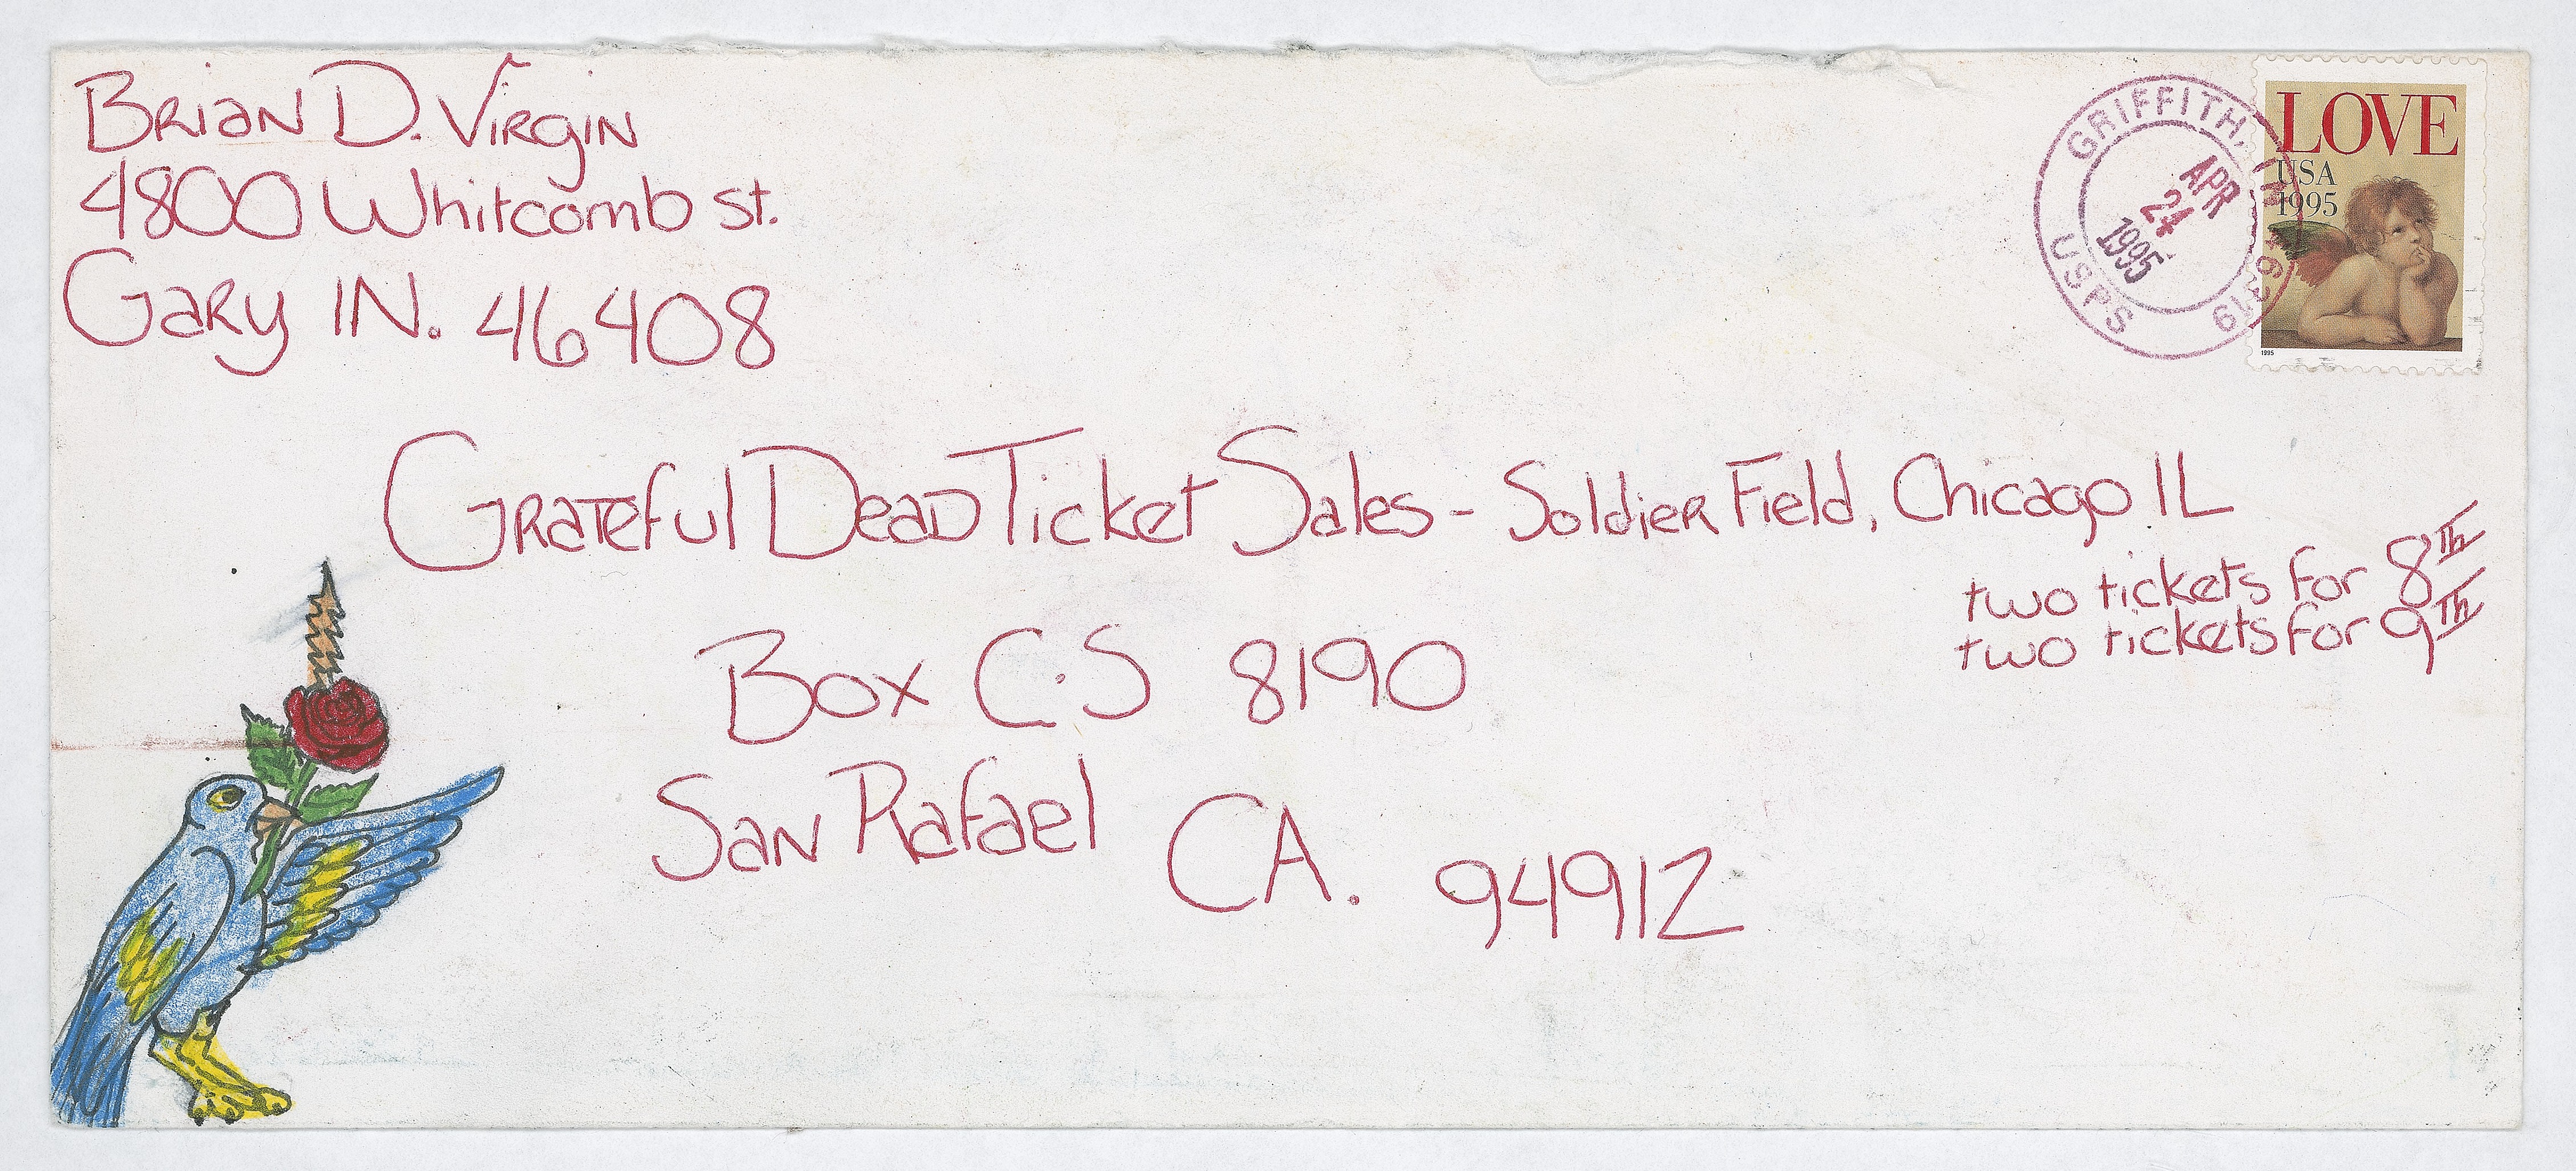 Brian D. Virgin
4800 Whitcomb st.
Gary IN. 46408
GRIFFITH, IN
APR
24
1995
USPS
LOVE
USA
1995
1995
Grateful Dead Ticket Sales - Soldier Field, Chicago IL
two tickets for 8th
two tickets for 9th
Box C.S 8190
San Rafael CA. 94912